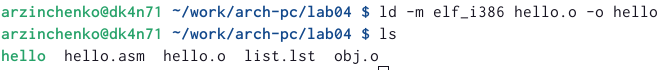 arzinchenko@dk4n71 ~/work/arch-pc/lab04 $ ld -m elf_i386 hello.o -o hello
arzinchenko@dk4n71 ~/work/arch-pc/lab04 $ ls
hello  hello.asm  hello.o  list.lst  obj.o